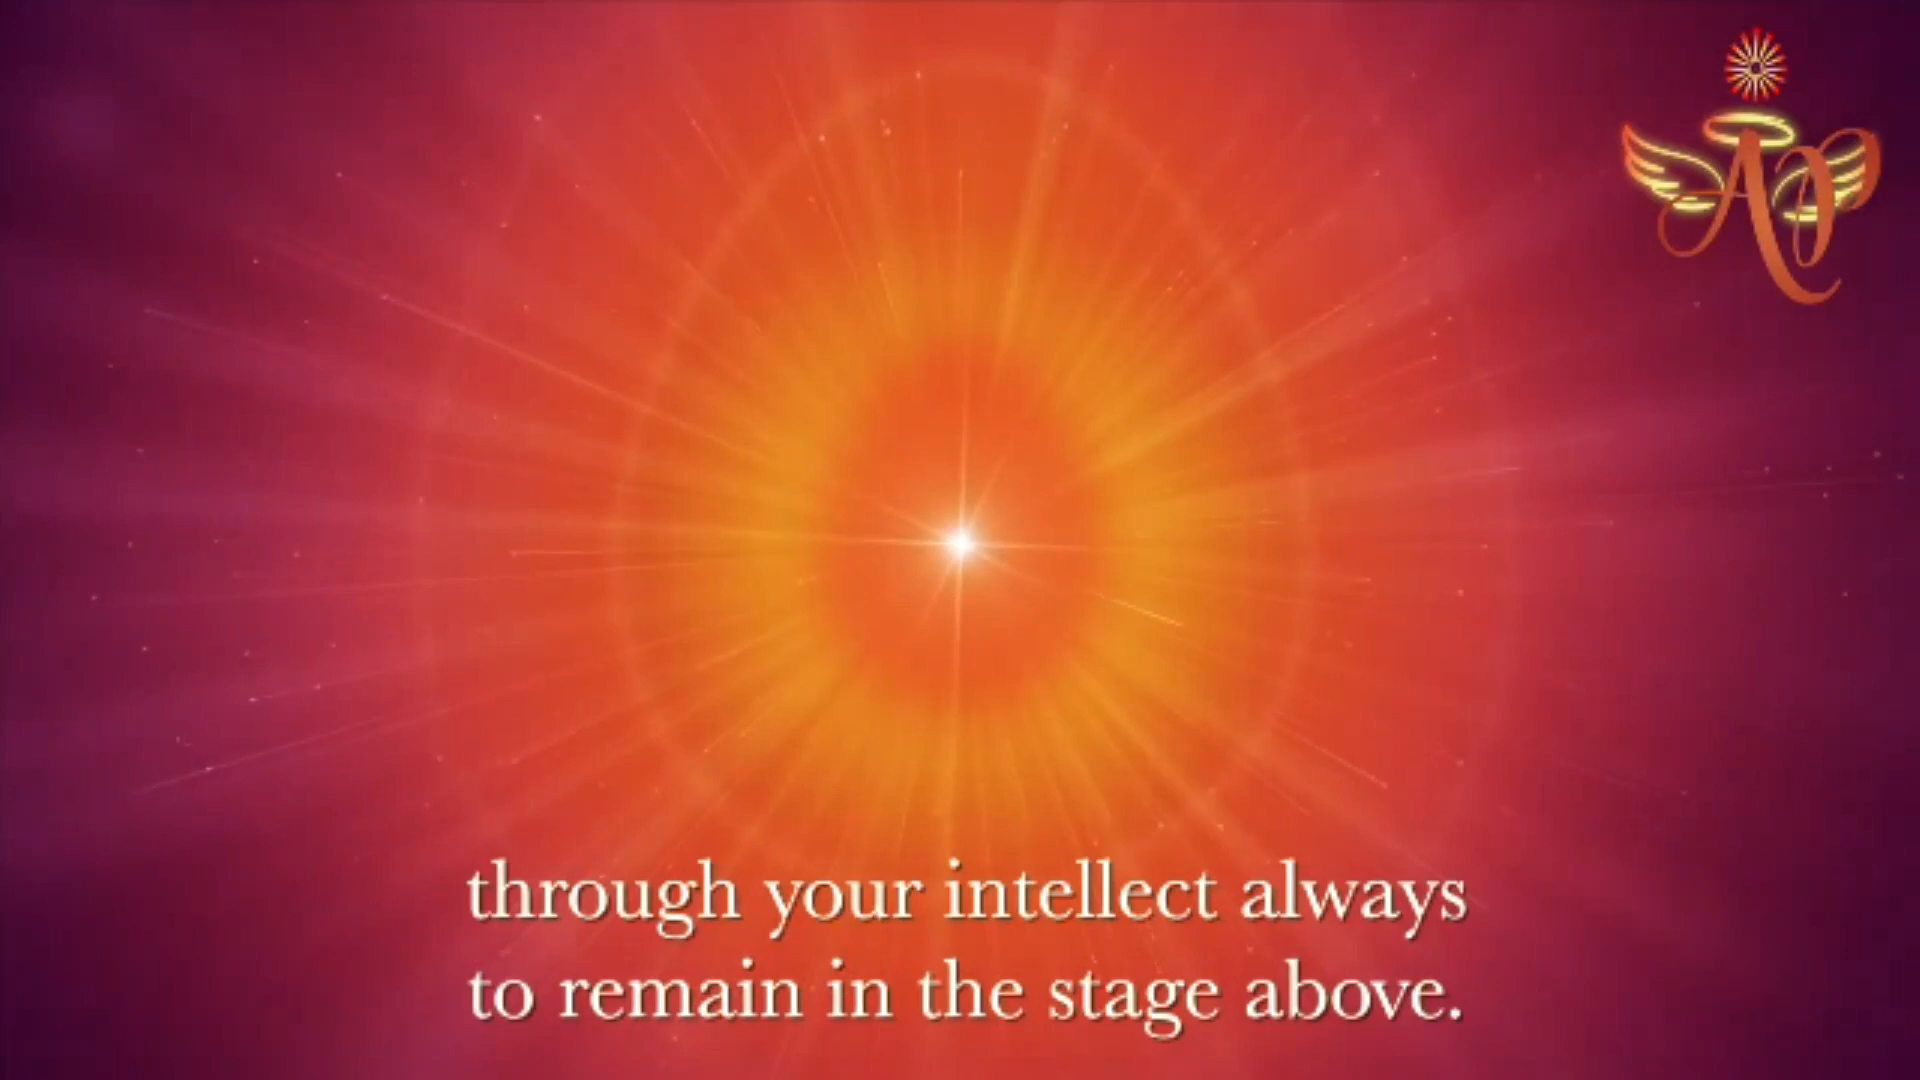 through your intellect always
to remain in the stage above.